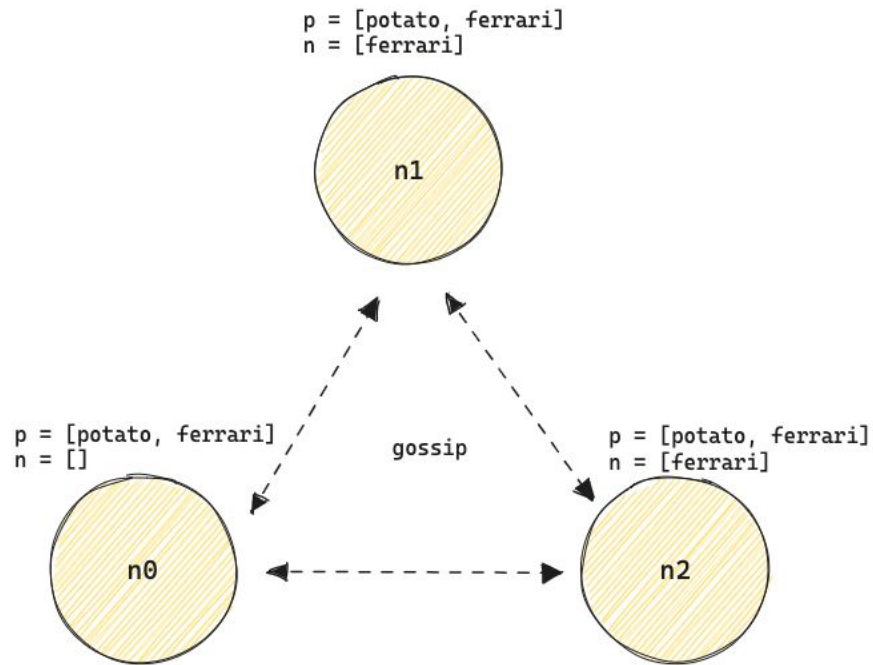 p = [potato, ferrari]
n = [ferrari]
n1
p = [potato, ferrari]
n = []
gossip
p = [potato, ferrari]
n = [ferrari]
n0
n2